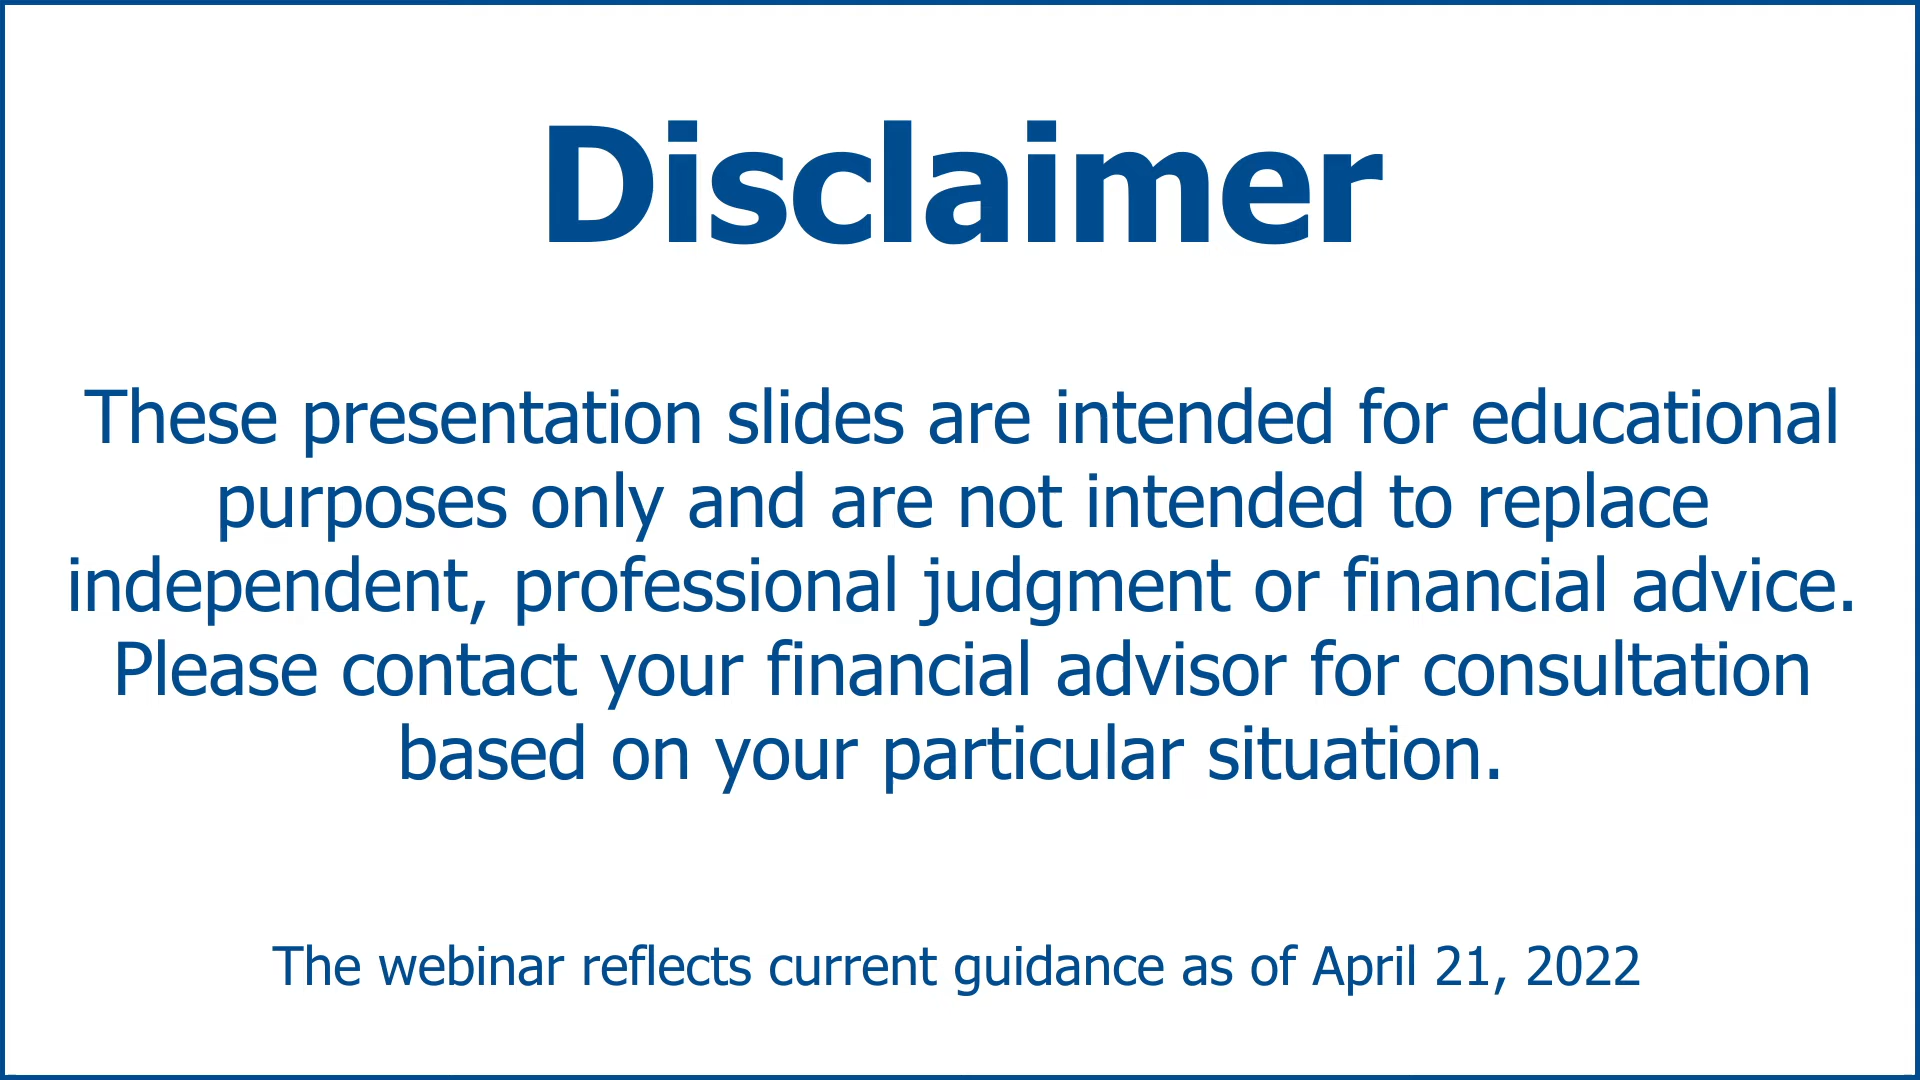 Disclaimer
These presentation slides are intended for educational
purposes only and are not intended to replace
independent, professional judgment or financial advice.
Please contact your financial advisor for consultation
based on your particular situation.
The webinar reflects current guidance as of April 21, 2022